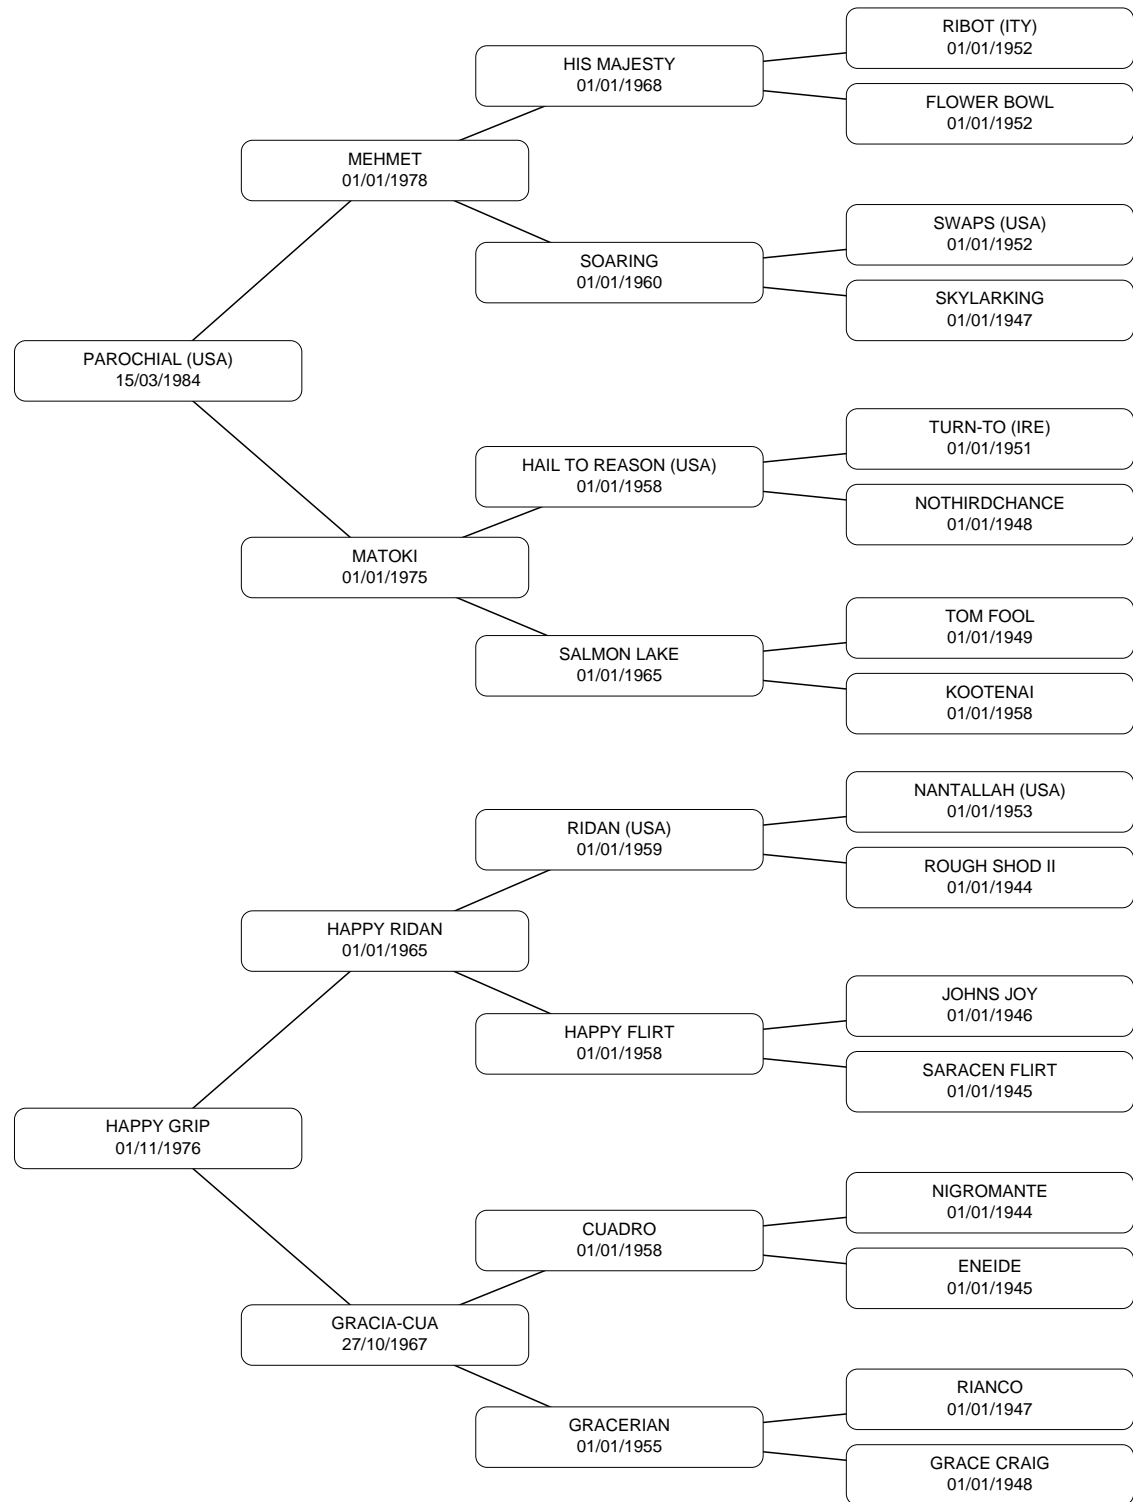 RIBOT (ITY)
01/01/1952
HIS MAJESTY
01/01/1968
FLOWER BOWL
01/01/1952
MEHMET
01/01/1978
SWAPS (USA)
01/01/1952
SOARING
01/01/1960
SKYLARKING
01/01/1947
PAROCHIAL (USA)
15/03/1984
TURN-TO (IRE)
01/01/1951
HAIL TO REASON (USA)
01/01/1958
NOTHIRDCHANCE
01/01/1948
MATOKI
01/01/1975
TOM FOOL
01/01/1949
SALMON LAKE
01/01/1965
KOOTENAI
01/01/1958
NANTALLAH (USA)
01/01/1953
RIDAN (USA)
01/01/1959
ROUGH SHOD II
01/01/1944
HAPPY RIDAN
01/01/1965
JOHNS JOY
01/01/1946
HAPPY FLIRT
01/01/1958
SARACEN FLIRT
01/01/1945
HAPPY GRIP
01/11/1976
NIGROMANTE
01/01/1944
CUADRO
01/01/1958
ENEIDE
01/01/1945
GRACIA-CUA
27/10/1967
RIANCO
01/01/1947
GRACERIAN
01/01/1955
GRACE CRAIG
01/01/1948